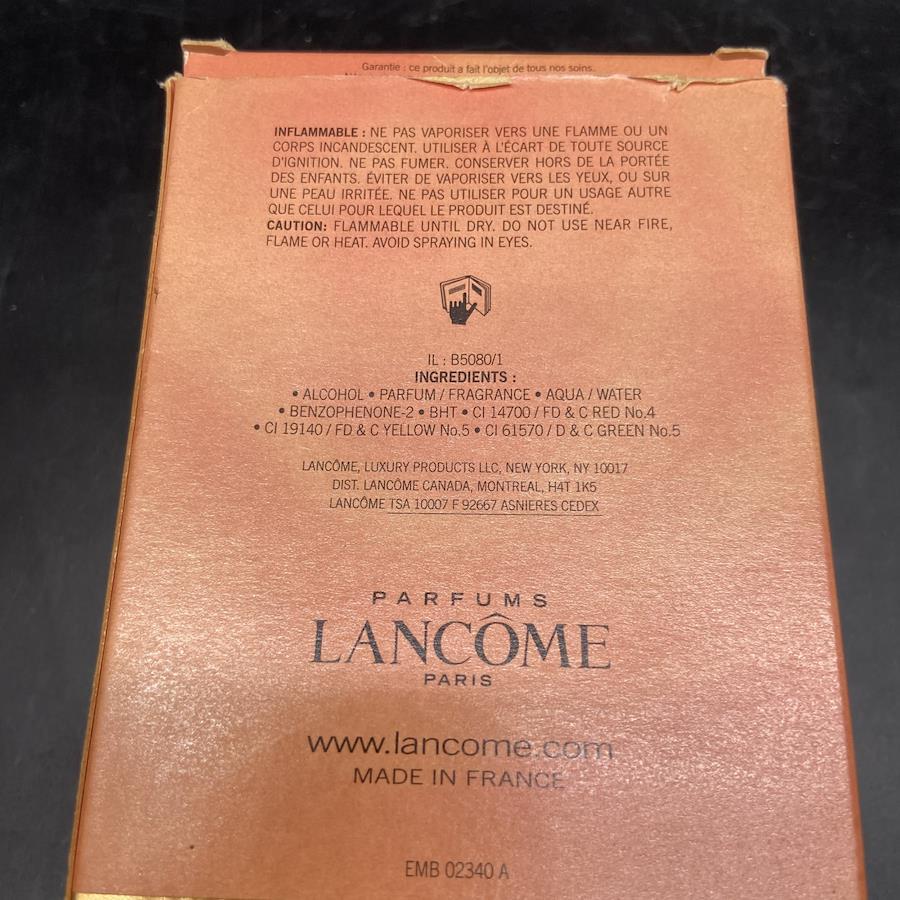 Garantie : ce produit a fait l'objet de tous nos soins.
INFLAMMABLE : NE PAS VAPORISER VERS UNE FLAMME OU UN
CORPS INCANDESCENT. UTILISER À L'ÉCART DE TOUTE SOURCE
D'IGNITION. NE PAS FUMER. CONSERVER HORS DE LA PORTÉE
DES ENFANTS. ÉVITER DE VAPORISER VERS LES YEUX, OU SUR
UNE PEAU IRRITÉE. NE PAS UTILISER POUR UN USAGE AUTRE
QUE CELUI POUR LEQUEL LE PRODUIT EST DESTINÉ.
CAUTION: FLAMMABLE UNTIL DRY. DO NOT USE NEAR FIRE,
FLAME OR HEAT. AVOID SPRAYING IN EYES.
IL : B5080/1
INGREDIENTS :
• ALCOHOL • PARFUM / FRAGRANCE • AQUA / WATER
• BENZOPHENONE-2 • BHT • CI 14700 / FD & C RED No.4
• CI 19140 / FD & C YELLOW No.5 • CI 61570 / D & C GREEN No.5
LANCÔME, LUXURY PRODUCTS LLC, NEW YORK, NY 10017
DIST. LANCÔME CANADA, MONTREAL, H4T 1K5
LANCÔME TSA 10007 F 92667 ASNIERES CEDEX
PARFUMS
LANCÔME
PARIS
www.lancome.com
MADE IN FRANCE
EMB 02340 A